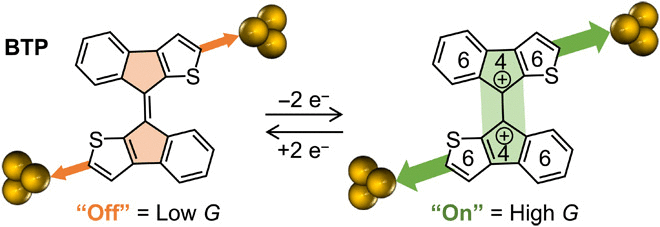 BTP
S
S
"Off" = Low G
−2 e⁻
+2 e⁻
6 4 6
+
S
S
+
6 4 6
"On" = High G